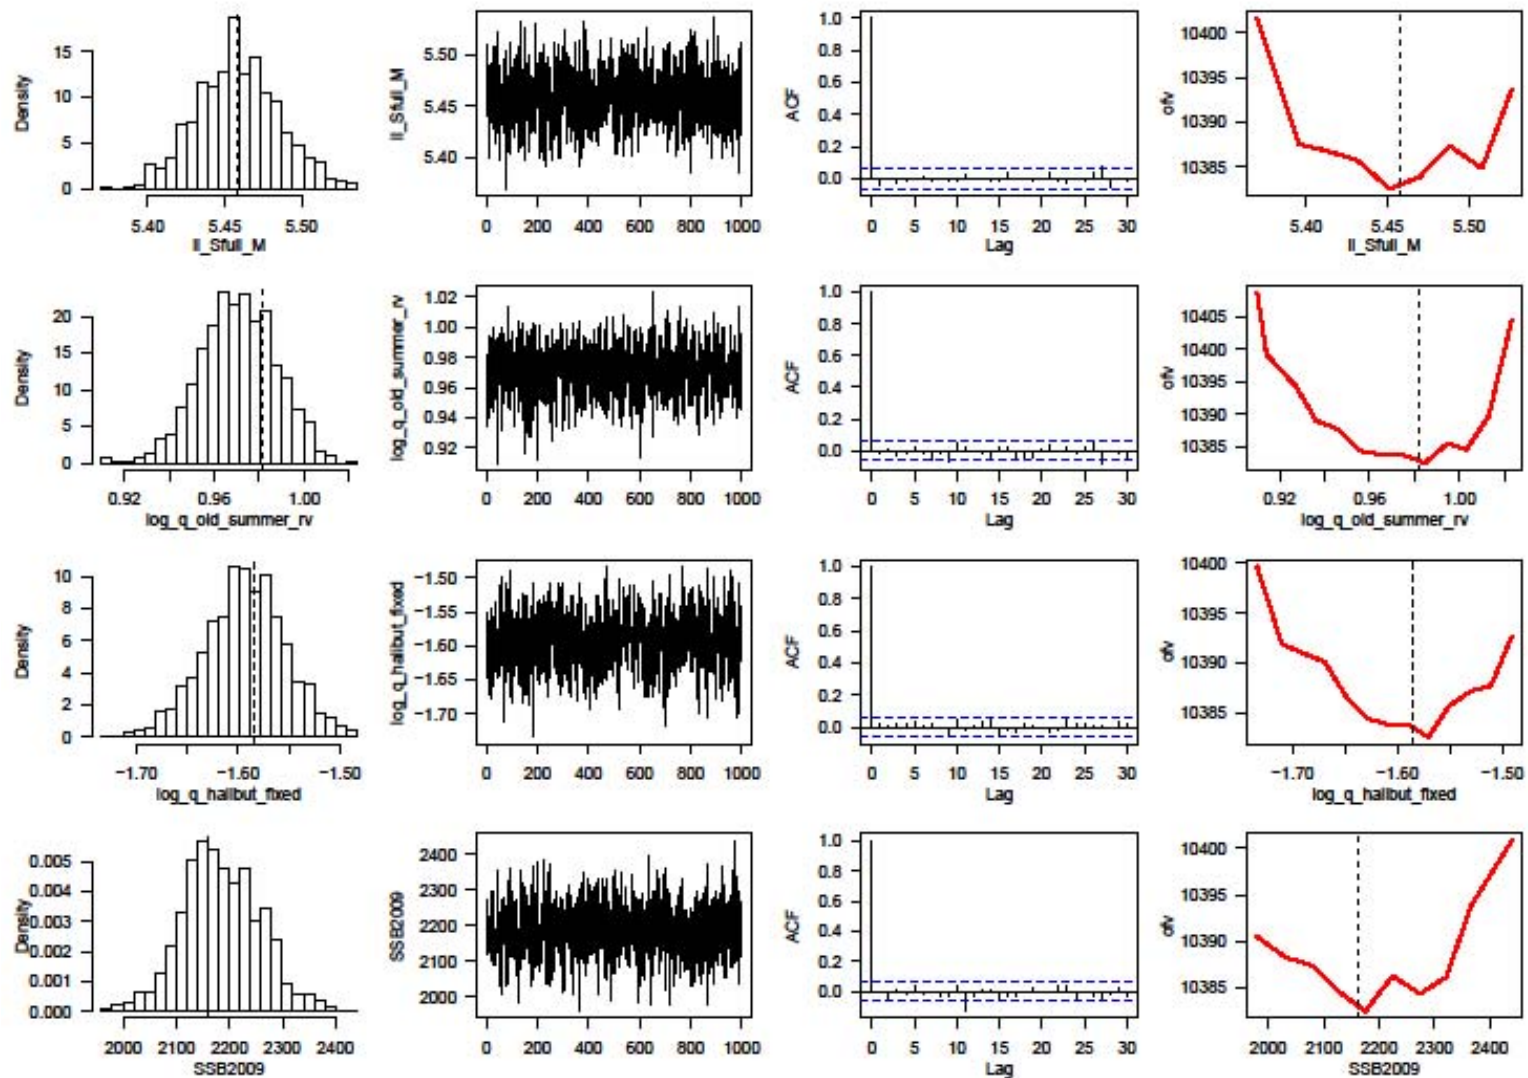 Density
15
10
5
0
5.40 5.45 5.50
ll_Sfull_M
ll_Sfull_M
5.50
5.45
5.40
0 200 400 600 800 1000
ACF
1.0
0.8
0.6
0.4
0.2
0.0
0 5 10 15 20 25 30
Lag
ofv
10400
10395
10390
10385
5.40 5.45 5.50
ll_Sfull_M
Density
20
15
10
5
0
0.92 0.96 1.00
log_q_old_summer_rv
log_q_old_summer_rv
1.02
1.00
0.98
0.96
0.94
0.92
0 200 400 600 800 1000
ACF
1.0
0.8
0.6
0.4
0.2
0.0
0 5 10 15 20 25 30
Lag
ofv
10405
10400
10395
10390
10385
0.92 0.96 1.00
log_q_old_summer_rv
Density
10
8
6
4
2
0
−1.70 −1.60 −1.50
log_q_halibut_fixed
log_q_halibut_fixed
−1.50
−1.55
−1.60
−1.65
−1.70
0 200 400 600 800 1000
ACF
1.0
0.8
0.6
0.4
0.2
0.0
0 5 10 15 20 25 30
Lag
ofv
10400
10395
10390
10385
−1.70 −1.60 −1.50
log_q_halibut_fixed
Density
0.005
0.004
0.003
0.002
0.001
0.000
2000 2100 2200 2300 2400
SSB2009
SSB2009
2400
2300
2200
2100
2000
0 200 400 600 800 1000
ACF
1.0
0.8
0.6
0.4
0.2
0.0
0 5 10 15 20 25 30
Lag
ofv
10400
10395
10390
10385
2000 2100 2200 2300 2400
SSB2009